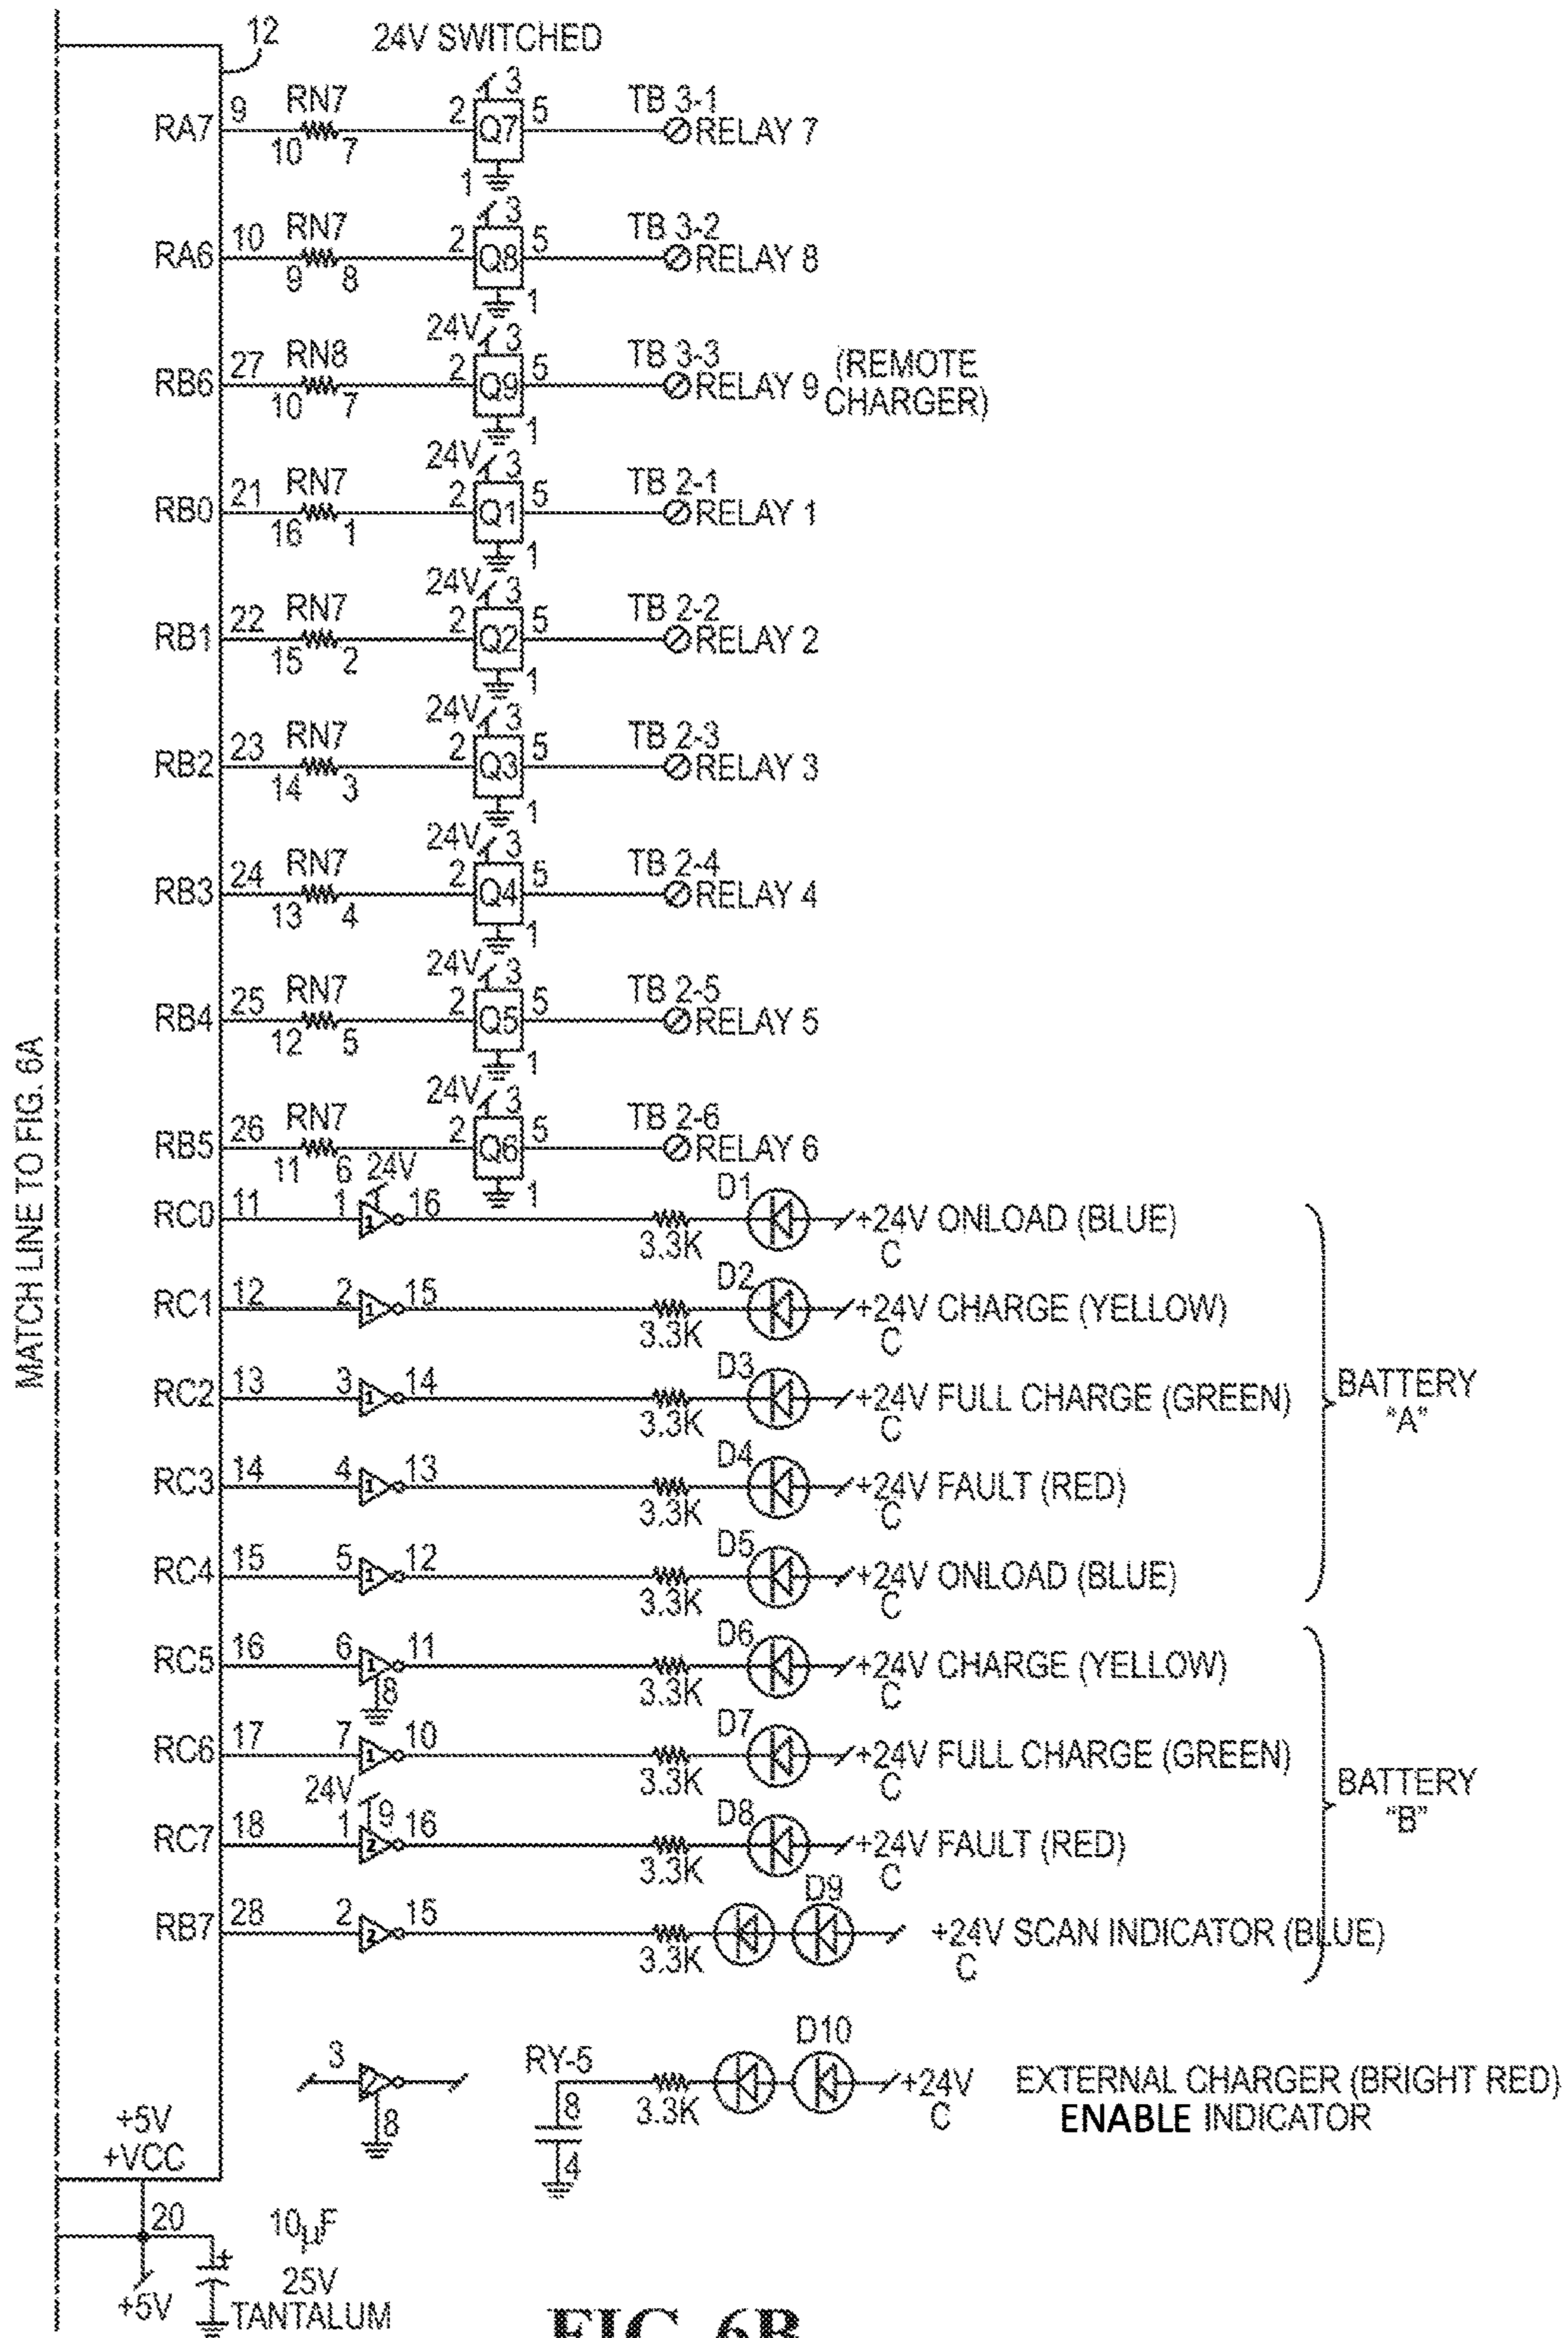 12
24V SWITCHED
RA7 9 RN7 10 7 2 Q7 3 5 1 TB 3-1 RELAY 7
RA6 10 RN7 9 8 2 Q8 3 5 1 TB 3-2 RELAY 8
RB6 27 RN8 10 7 24V 2 Q9 3 5 1 TB 3-3 RELAY 9 (REMOTE CHARGER)
RB0 21 RN7 16 1 24V 2 Q1 3 5 1 TB 2-1 RELAY 1
RB1 22 RN7 15 2 24V 2 Q2 3 5 1 TB 2-2 RELAY 2
RB2 23 RN7 14 3 24V 2 Q3 3 5 1 TB 2-3 RELAY 3
RB3 24 RN7 13 4 24V 2 Q4 3 5 1 TB 2-4 RELAY 4
RB4 25 RN7 12 5 24V 2 Q5 3 5 1 TB 2-5 RELAY 5
RB5 26 RN7 11 6 24V 2 Q6 3 5 1 TB 2-6 RELAY 6
RC0 11 1 24V 1 16 3.3K D1 +24V C ONLOAD (BLUE)
RC1 12 2 1 15 3.3K D2 +24V C CHARGE (YELLOW)
RC2 13 3 1 14 3.3K D3 +24V C FULL CHARGE (GREEN)
RC3 14 4 1 13 3.3K D4 +24V C FAULT (RED)
RC4 15 5 1 12 3.3K D5 +24V C ONLOAD (BLUE)
BATTERY
"A"
RC5 16 6 1 8 11 3.3K D6 +24V C CHARGE (YELLOW)
RC6 17 7 1 10 3.3K D7 +24V C FULL CHARGE (GREEN)
RC7 18 24V 1 9 2 16 3.3K D8 +24V C FAULT (RED)
RB7 28 2 2 15 3.3K D9 +24V C SCAN INDICATOR (BLUE)
BATTERY
"B"
3 8 RY-5 8 4 3.3K D10 +24V C EXTERNAL CHARGER (BRIGHT RED)
ENABLE INDICATOR
+5V
+VCC
20
+5V
10µF
25V
TANTALUM
MATCH LINE TO FIG. 6A
FIG. 6B